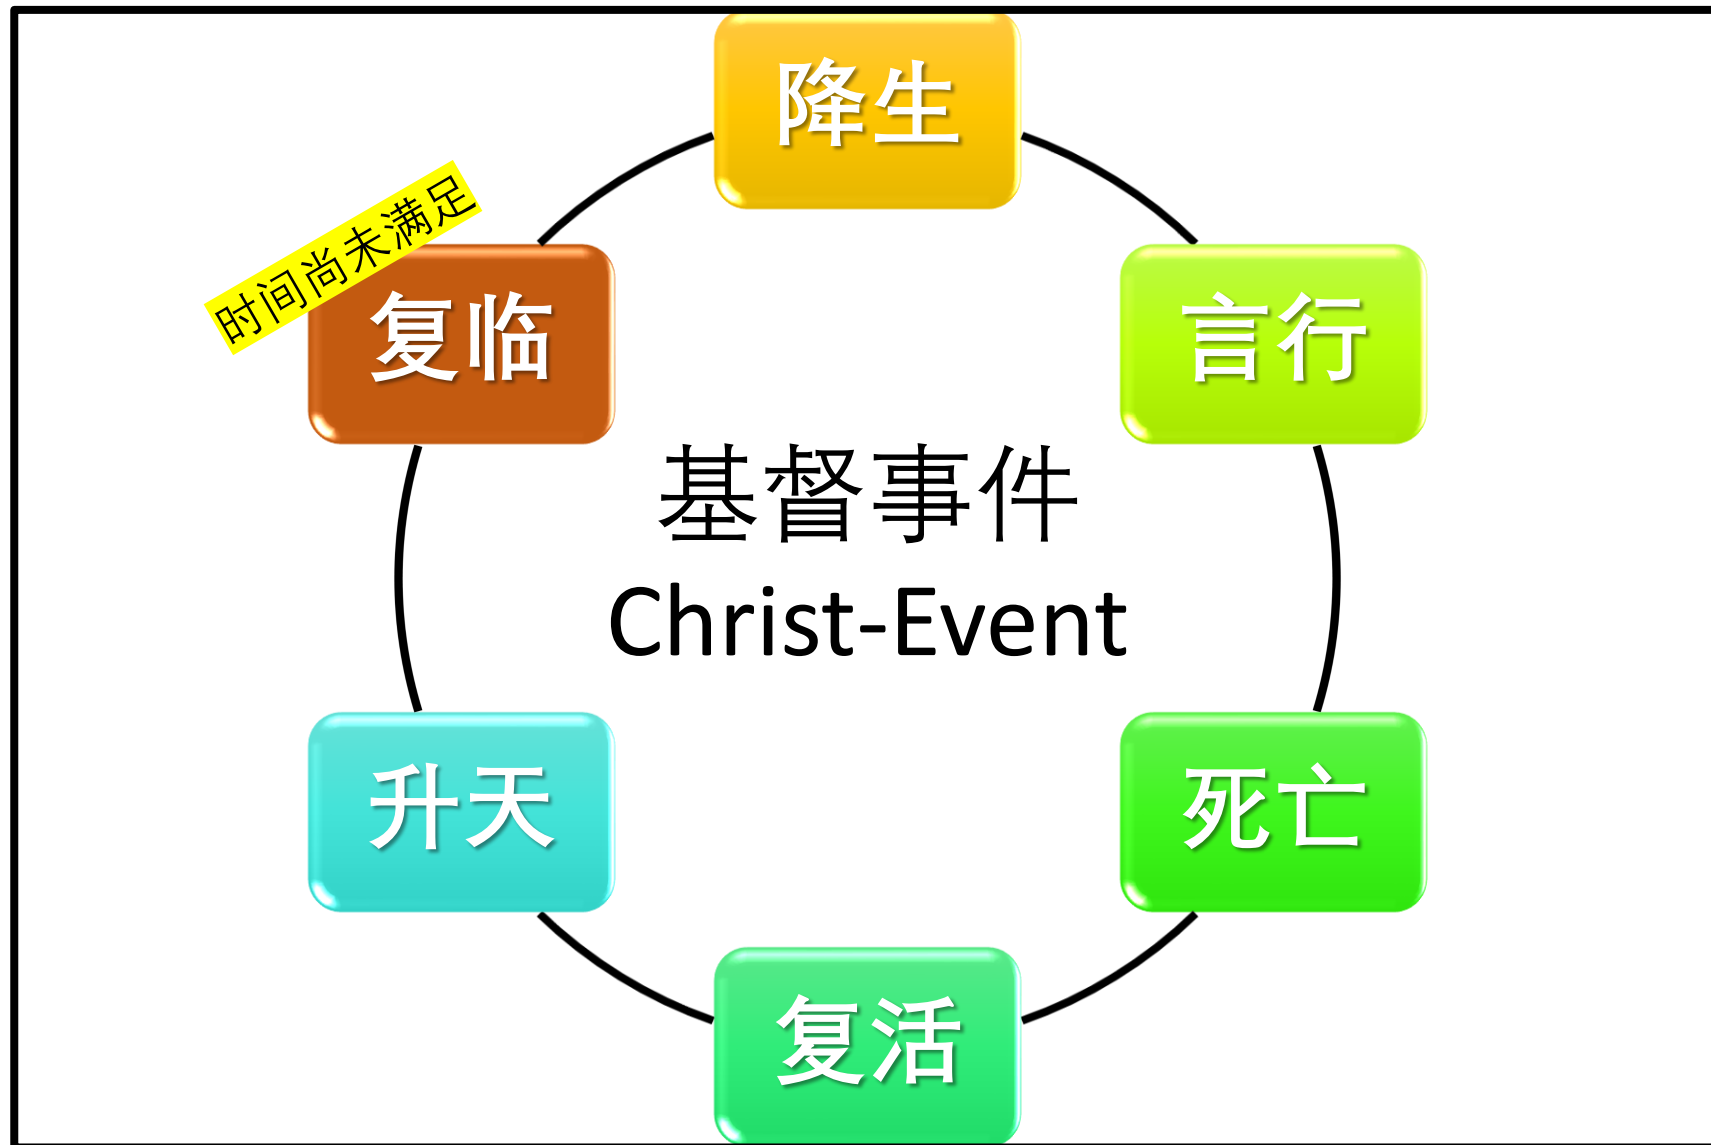 降生
时间尚未满足
复临
言行
基督事件
Christ-Event
升天
死亡
复活